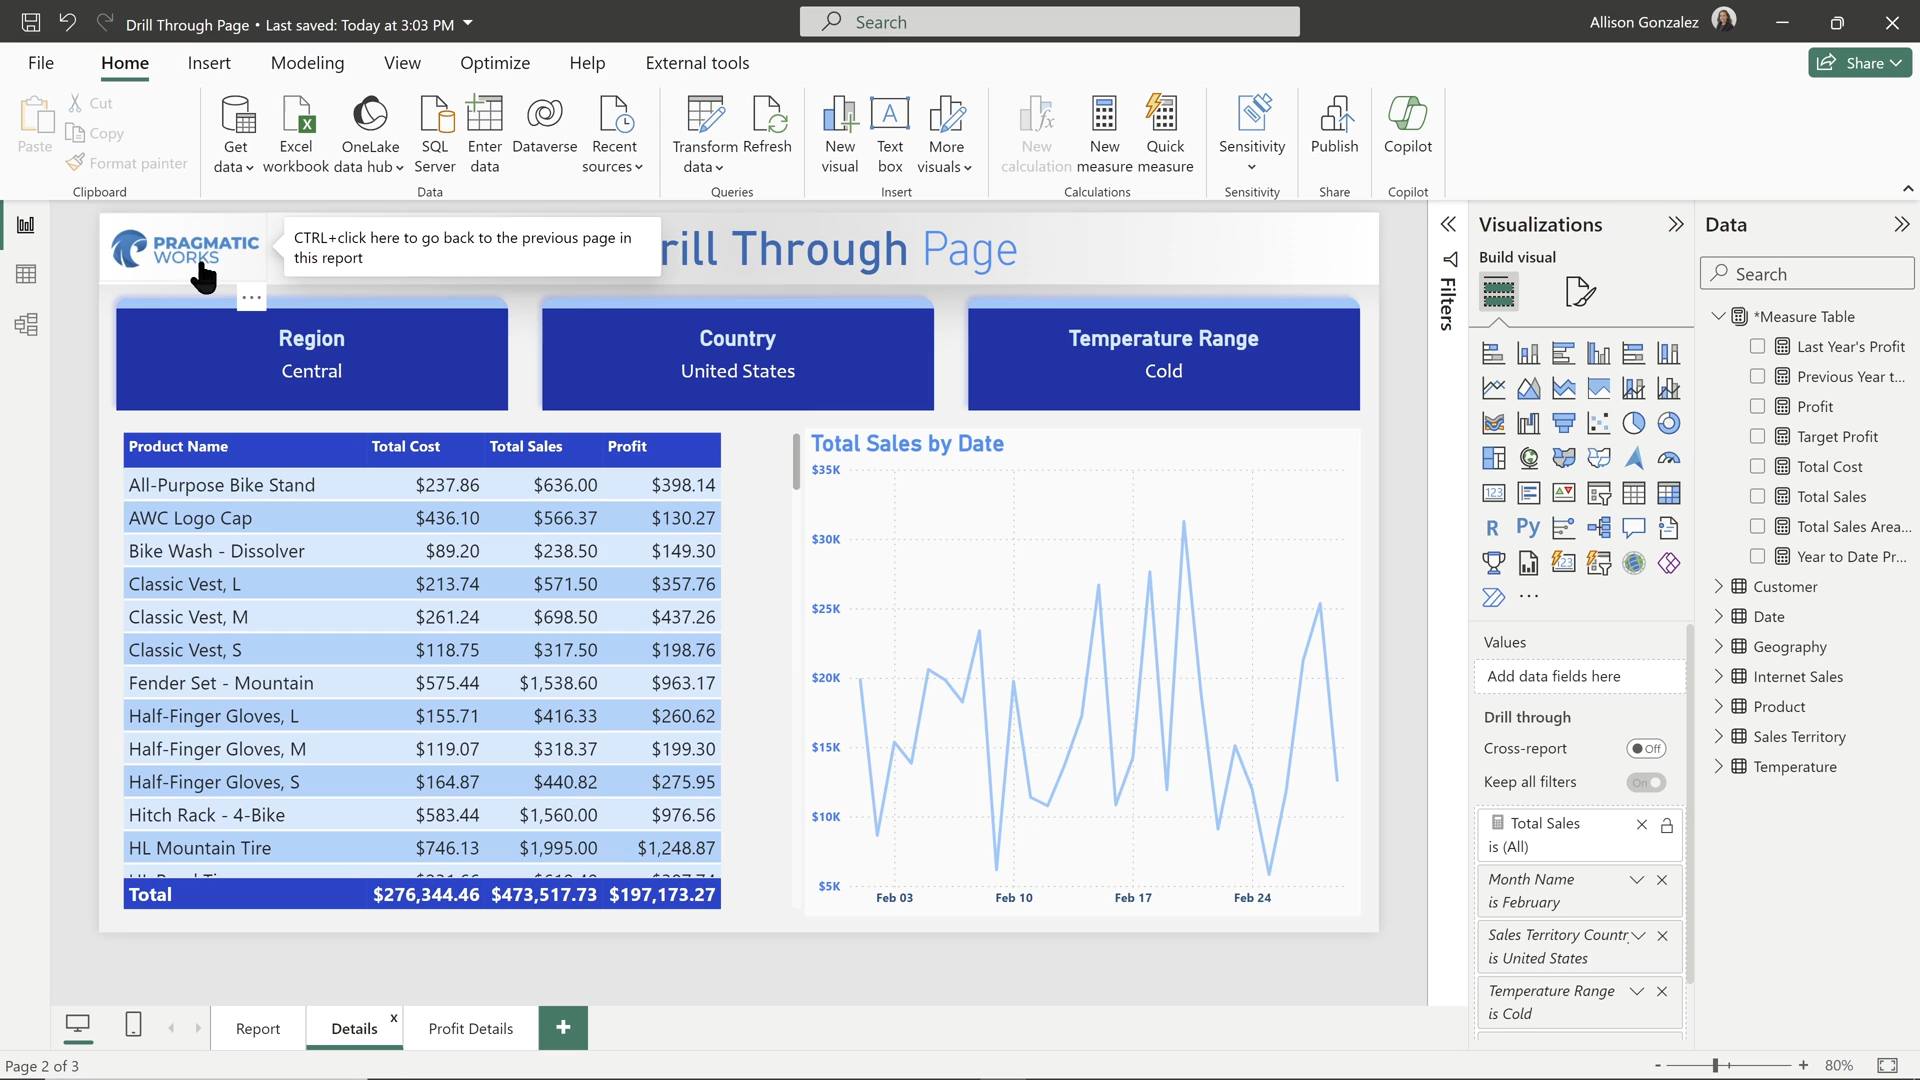 Drill Through Page • Last saved: Today at 3:03 PM
Search
Allison Gonzalez
File
Home
Insert
Modeling
View
Optimize
Help
External tools
Share
Paste
Cut
Copy
Format painter
Clipboard
Get data
Excel workbook
OneLake data hub
SQL Server
Enter data
Dataverse
Recent sources
Data
Transform data
Refresh
Queries
New visual
Text box
More visuals
Insert
New calculation
New measure
Quick measure
Calculations
Sensitivity
Sensitivity
Publish
Share
Copilot
Copilot
PRAGMATIC
WORKS
CTRL+click here to go back to the previous page in
this report
rill Through Page
Region
Central
Country
United States
Temperature Range
Cold
Product Name Total Cost Total Sales Profit
All-Purpose Bike Stand $237.86 $636.00 $398.14
AWC Logo Cap $436.10 $566.37 $130.27
Bike Wash - Dissolver $89.20 $238.50 $149.30
Classic Vest, L $213.74 $571.50 $357.76
Classic Vest, M $261.24 $698.50 $437.26
Classic Vest, S $118.75 $317.50 $198.76
Fender Set - Mountain $575.44 $1,538.60 $963.17
Half-Finger Gloves, L $155.71 $416.33 $260.62
Half-Finger Gloves, M $119.07 $318.37 $199.30
Half-Finger Gloves, S $164.87 $440.82 $275.95
Hitch Rack - 4-Bike $583.44 $1,560.00 $976.56
HL Mountain Tire $746.13 $1,995.00 $1,248.87
Total $276,344.46 $473,517.73 $197,173.27
Total Sales by Date
$35K
$30K
$25K
$20K
$15K
$10K
$5K
Feb 03
Feb 10
Feb 17
Feb 24
Filters
Visualizations
Build visual
123
R
Py
123
Values
Add data fields here
Drill through
Cross-report
Off
Keep all filters
On
Total Sales
is (All)
Month Name
is February
Sales Territory Countr
is United States
Temperature Range
is Cold
Data
Search
*Measure Table
Last Year's Profit
Previous Year t...
Profit
Target Profit
Total Cost
Total Sales
Total Sales Area...
Year to Date Pr...
Customer
Date
Geography
Internet Sales
Product
Sales Territory
Temperature
Report
Details
x
Profit Details
+
Page 2 of 3
- + 80%